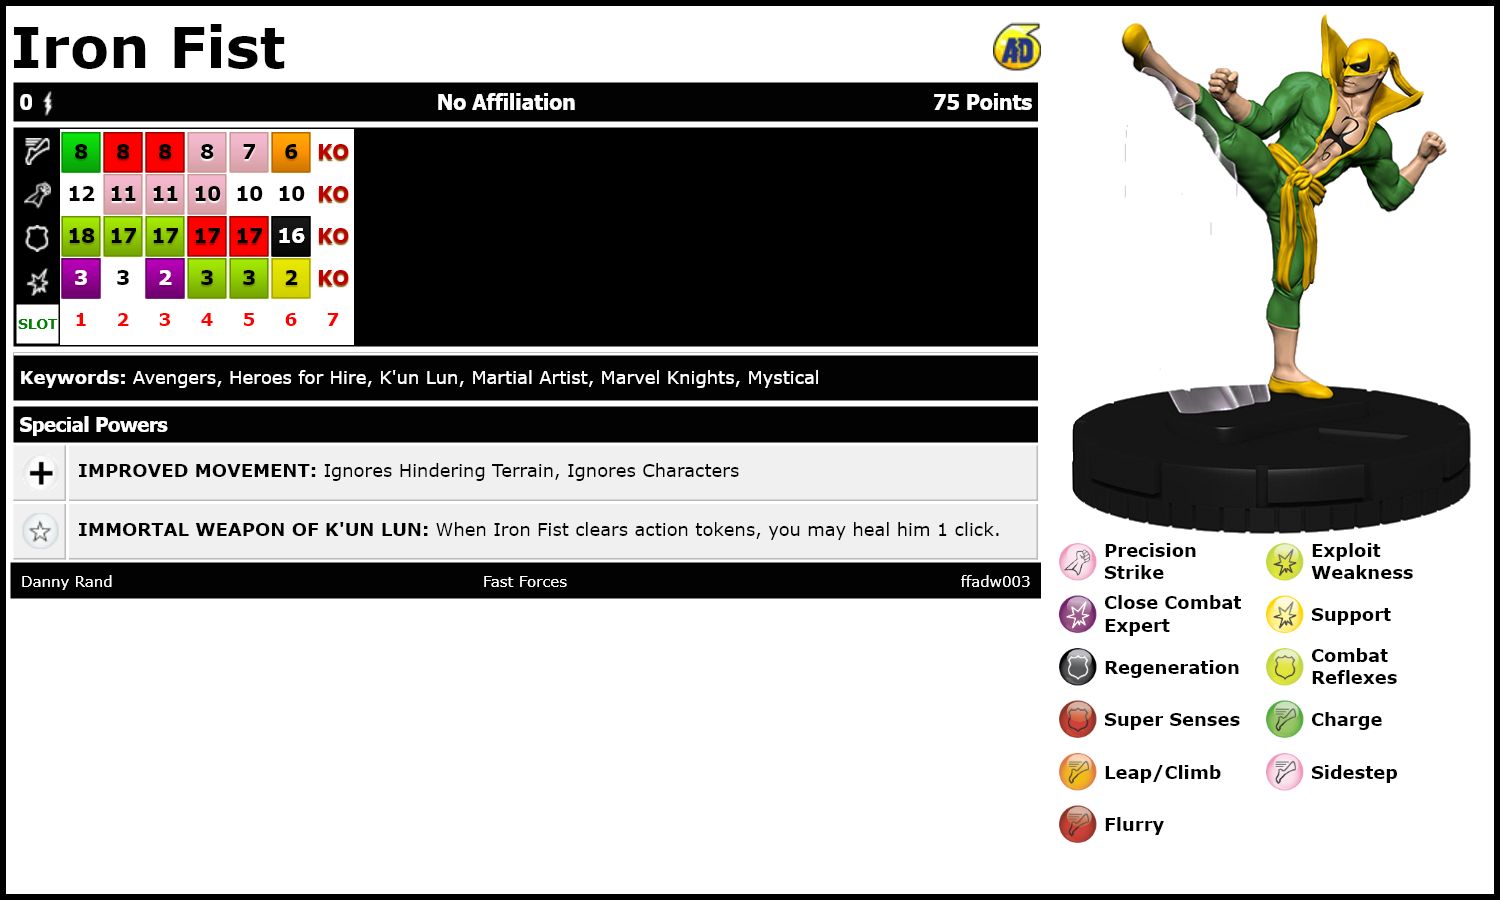 Iron Fist
AD
0 No Affiliation 75 Points
8 8 8 8 7 6 KO
12 11 11 10 10 10 KO
18 17 17 17 17 16 KO
3 3 2 3 3 2 KO
SLOT 1 2 3 4 5 6 7
Keywords: Avengers, Heroes for Hire, K'un Lun, Martial Artist, Marvel Knights, Mystical
Special Powers
IMPROVED MOVEMENT: Ignores Hindering Terrain, Ignores Characters
IMMORTAL WEAPON OF K'UN LUN: When Iron Fist clears action tokens, you may heal him 1 click.
Danny Rand Fast Forces ffadw003
Precision
Strike
Exploit
Weakness
Close Combat
Expert
Support
Regeneration
Combat
Reflexes
Super Senses
Charge
Leap/Climb
Sidestep
Flurry